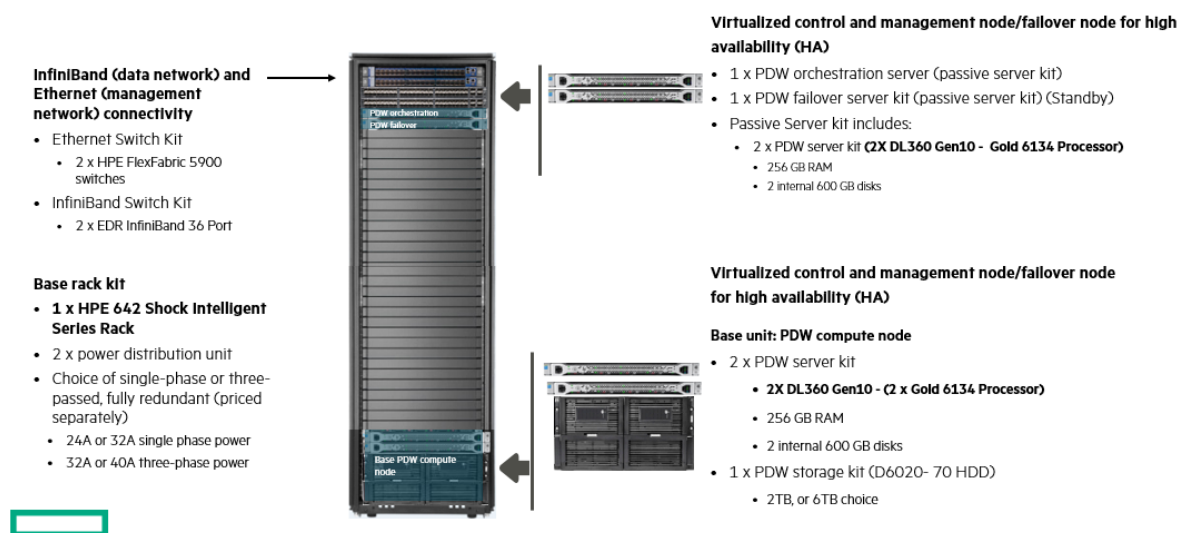 InfiniBand (data network) and
Ethernet (management
network) connectivity
• Ethernet Switch Kit
• 2 x HPE FlexFabric 5900
switches
• InfiniBand Switch Kit
• 2 x EDR InfiniBand 36 Port
Base rack kit
• 1 x HPE 642 Shock Intelligent
Series Rack
• 2 x power distribution unit
• Choice of single-phase or three-
passed, fully redundant (priced
separately)
• 24A or 32A single phase power
• 32A or 40A three-phase power
PDW orchestration
PDW failover
Base PDW compute
node
Virtualized control and management node/failover node for high
availability (HA)
• 1 x PDW orchestration server (passive server kit)
• 1 x PDW failover server kit (passive server kit) (Standby)
• Passive Server kit includes:
• 2 x PDW server kit (2X DL360 Gen10 - Gold 6134 Processor)
• 256 GB RAM
• 2 internal 600 GB disks
Virtualized control and management node/failover node
for high availability (HA)
Base unit: PDW compute node
• 2 x PDW server kit
• 2X DL360 Gen10 - (2 x Gold 6134 Processor)
• 256 GB RAM
• 2 internal 600 GB disks
• 1 x PDW storage kit (D6020- 70 HDD)
• 2TB, or 6TB choice